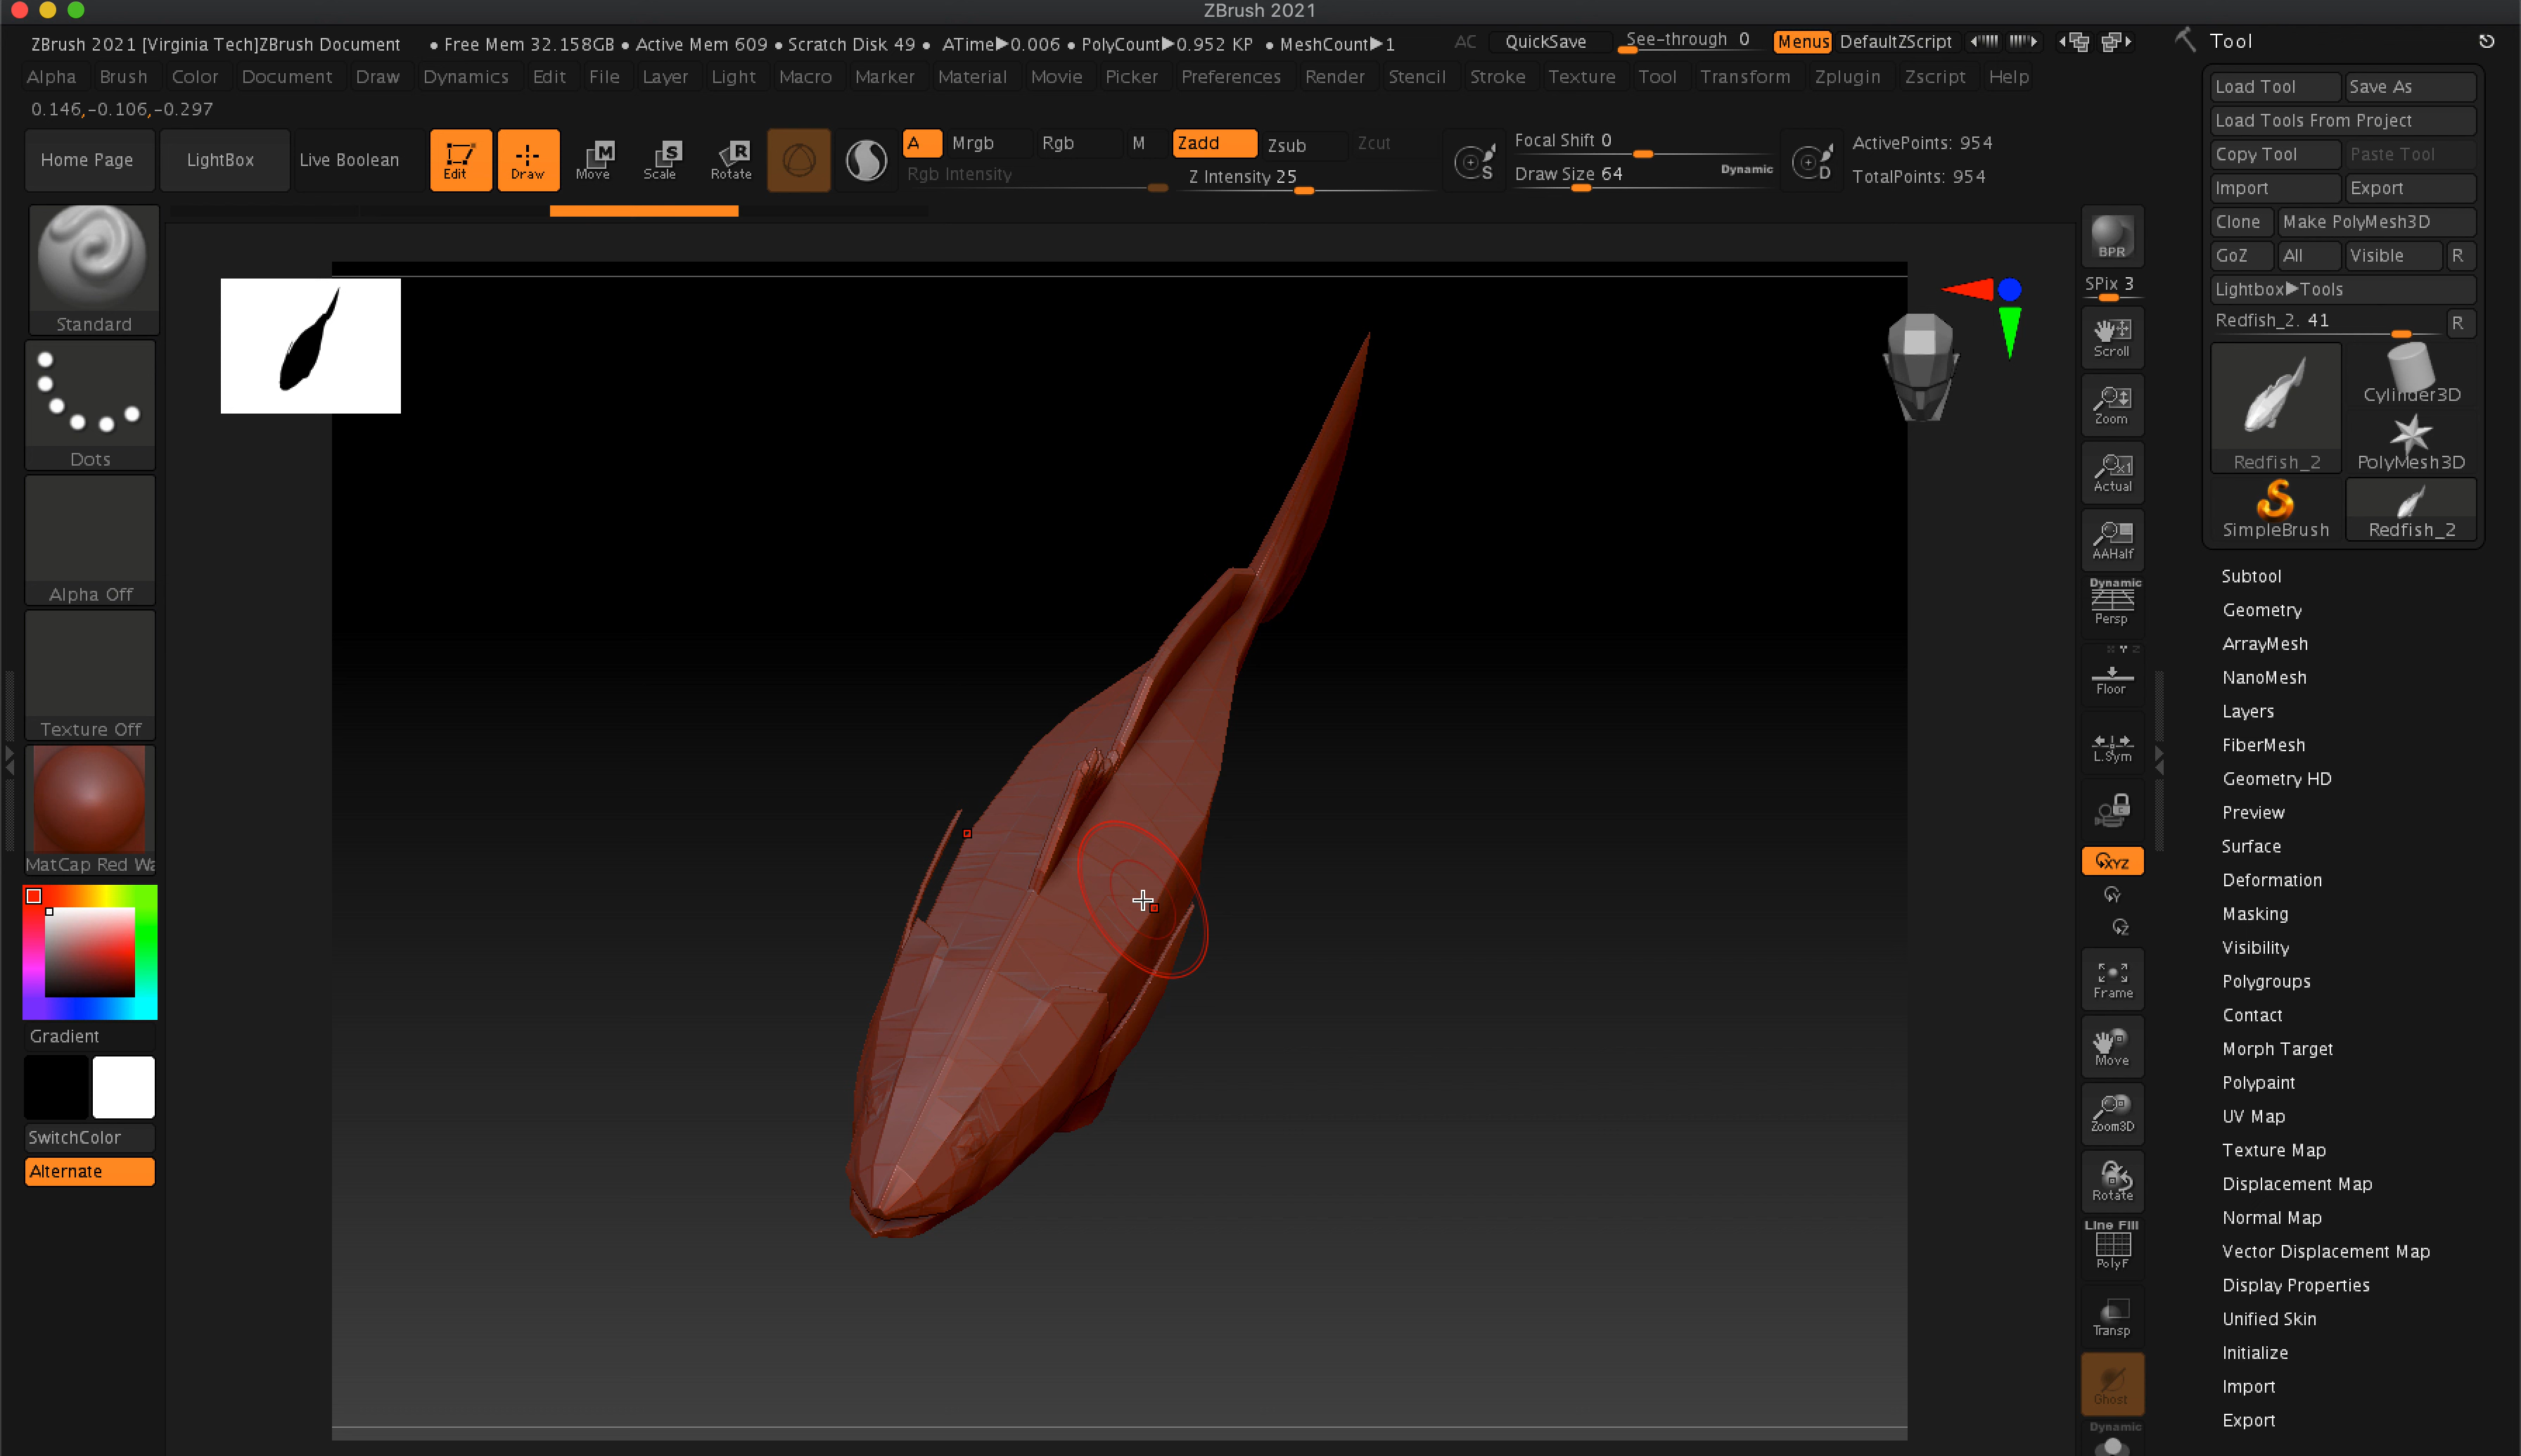 ZBrush 2021
ZBrush 2021 [Virginia Tech]ZBrush Document • Free Mem 32.158GB • Active Mem 609 • Scratch Disk 49 • ATime▶0.006 • PolyCount▶0.952 KP • MeshCount▶1 AC QuickSave See-through 0 Menus DefaultZScript
Alpha Brush Color Document Draw Dynamics Edit File Layer Light Macro Marker Material Movie Picker Preferences Render Stencil Stroke Texture Tool Transform Zplugin Zscript Help
0.146,-0.106,-0.297
Home Page LightBox Live Boolean Edit Draw Move Scale Rotate
M S R
A Mrgb Rgb M Zadd Zsub Zcut
Rgb Intensity Z Intensity 25
S Focal Shift 0
Draw Size 64 Dynamic
D ActivePoints: 954
TotalPoints: 954
Standard
Dots
Alpha Off
Texture Off
MatCap Red Wa
Gradient
SwitchColor
Alternate
BPR
SPix 3
Scroll
Zoom
x1
Actual
AAHalf
Dynamic
Persp
X Y Z
Floor
L.Sym
XYZ
Y
Z
Frame
Move
Zoom3D
Rotate
Line Fill
PolyF
Transp
Ghost
Dynamic
Tool
Load Tool Save As
Load Tools From Project
Copy Tool Paste Tool
Import Export
Clone Make PolyMesh3D
GoZ All Visible R
Lightbox▶Tools
Redfish_2. 41 R
Redfish_2 Cylinder3D
PolyMesh3D
SimpleBrush Redfish_2
Subtool
Geometry
ArrayMesh
NanoMesh
Layers
FiberMesh
Geometry HD
Preview
Surface
Deformation
Masking
Visibility
Polygroups
Contact
Morph Target
Polypaint
UV Map
Texture Map
Displacement Map
Normal Map
Vector Displacement Map
Display Properties
Unified Skin
Initialize
Import
Export